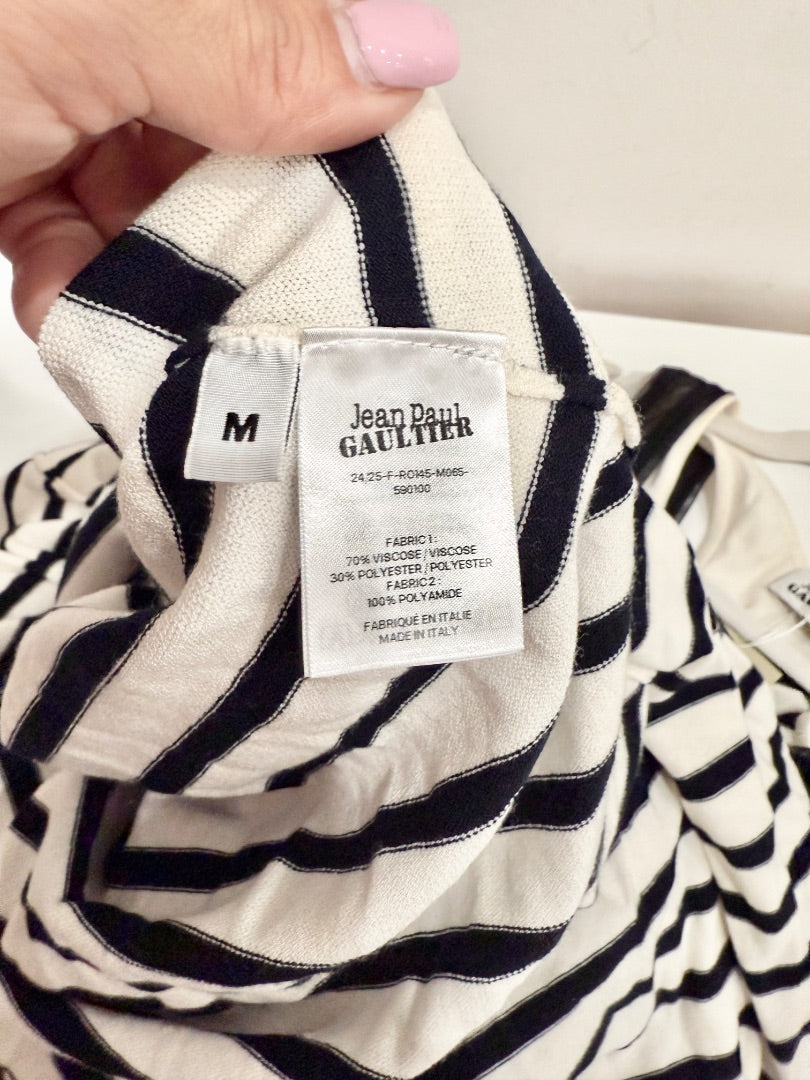 M
Jean Paul
GAULTIER
24/25-F-RO145-M065-
590100
FABRIC 1 :
70% VISCOSE / VISCOSE
30% POLYESTER / POLYESTER
FABRIC 2 :
100% POLYAMIDE
FABRIQUÉ EN ITALIE
MADE IN ITALY